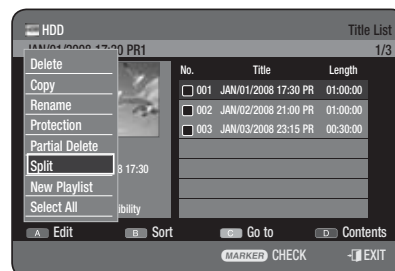 HDD Title List
JAN/01/2008 17:30 PR1 1/3
Delete
Copy
Rename
Protection
Partial Delete
Split
New Playlist
Select All
8 17:30
ibility
No. Title Length
001 JAN/01/2008 17:30 PR 01:00:00
002 JAN/02/2008 21:00 PR 01:00:00
003 JAN/03/2008 23:15 PR 00:30:00
A Edit B Sort C Go to D Contents
MARKER CHECK EXIT